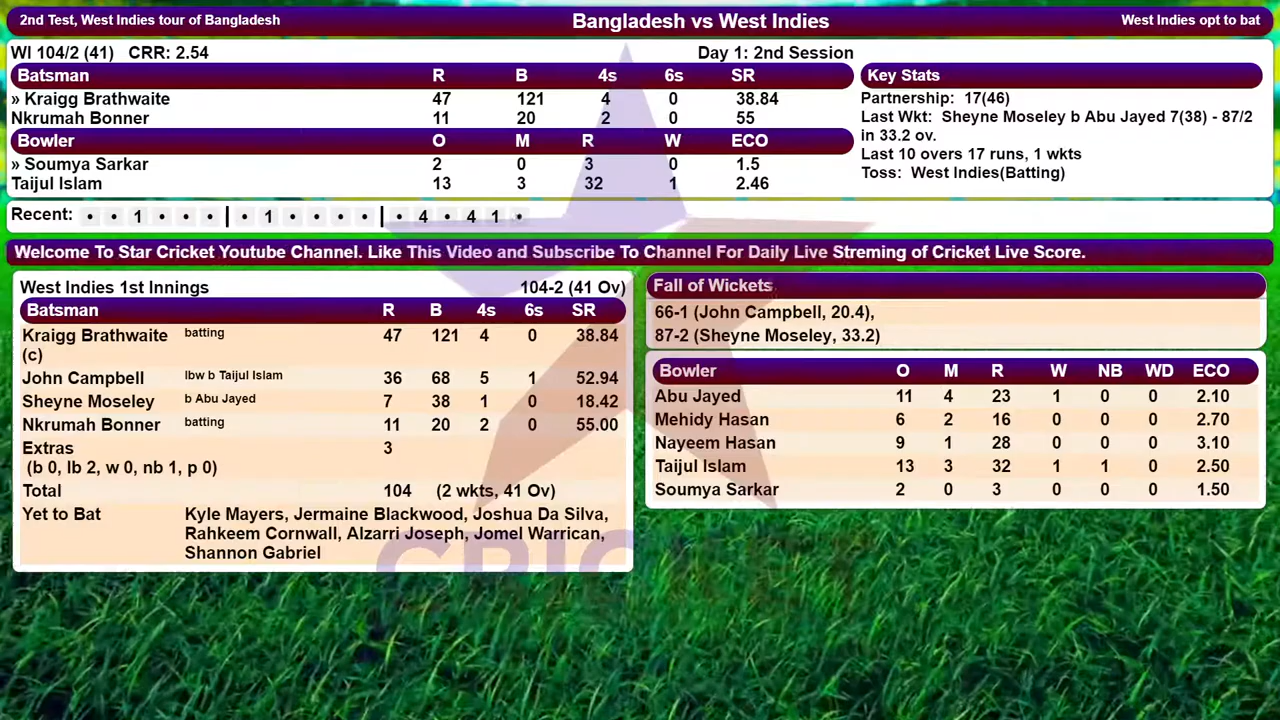 2nd Test, West Indies tour of Bangladesh Bangladesh vs West Indies West Indies opt to bat
WI 104/2 (41) CRR: 2.54 Day 1: 2nd Session
Batsman R B 4s 6s SR
» Kraigg Brathwaite 47 121 4 0 38.84
Nkrumah Bonner 11 20 2 0 55
Bowler O M R W ECO
» Soumya Sarkar 2 0 3 0 1.5
Taijul Islam 13 3 32 1 2.46
Key Stats
Partnership: 17(46)
Last Wkt: Sheyne Moseley b Abu Jayed 7(38) - 87/2
in 33.2 ov.
Last 10 overs 17 runs, 1 wkts
Toss: West Indies(Batting)
Recent: • • 1 • • • | • 1 • • • • | • 4 • 4 1 •
Welcome To Star Cricket Youtube Channel. Like This Video and Subscribe To Channel For Daily Live Streming of Cricket Live Score.
West Indies 1st Innings 104-2 (41 Ov)
Batsman R B 4s 6s SR
Kraigg Brathwaite batting 47 121 4 0 38.84
(c)
John Campbell lbw b Taijul Islam 36 68 5 1 52.94
Sheyne Moseley b Abu Jayed 7 38 1 0 18.42
Nkrumah Bonner batting 11 20 2 0 55.00
Extras 3
(b 0, lb 2, w 0, nb 1, p 0)
Total 104 (2 wkts, 41 Ov)
Yet to Bat Kyle Mayers, Jermaine Blackwood, Joshua Da Silva,
Rahkeem Cornwall, Alzarri Joseph, Jomel Warrican,
Shannon Gabriel
Fall of Wickets
66-1 (John Campbell, 20.4),
87-2 (Sheyne Moseley, 33.2)
Bowler O M R W NB WD ECO
Abu Jayed 11 4 23 1 0 0 2.10
Mehidy Hasan 6 2 16 0 0 0 2.70
Nayeem Hasan 9 1 28 0 0 0 3.10
Taijul Islam 13 3 32 1 1 0 2.50
Soumya Sarkar 2 0 3 0 0 0 1.50
CRICKET